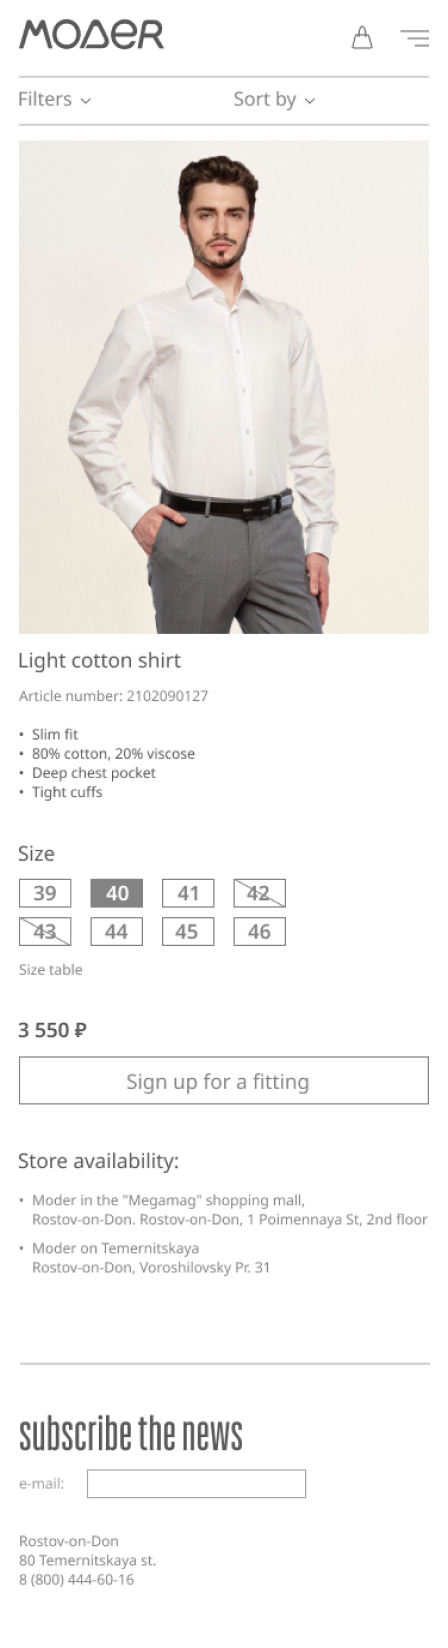 MODER
Filters
Sort by
Light cotton shirt
Article number: 2102090127
• Slim fit
• 80% cotton, 20% viscose
• Deep chest pocket
• Tight cuffs
Size
39 40 41 42
43 44 45 46
Size table
3 550 ₽
Sign up for a fitting
Store availability:
• Moder in the "Megamag" shopping mall,
Rostov-on-Don. Rostov-on-Don, 1 Poimennaya St, 2nd floor
• Moder on Temernitskaya
Rostov-on-Don, Voroshilovsky Pr. 31
subscribe the news
e-mail:
Rostov-on-Don
80 Temernitskaya st.
8 (800) 444-60-16